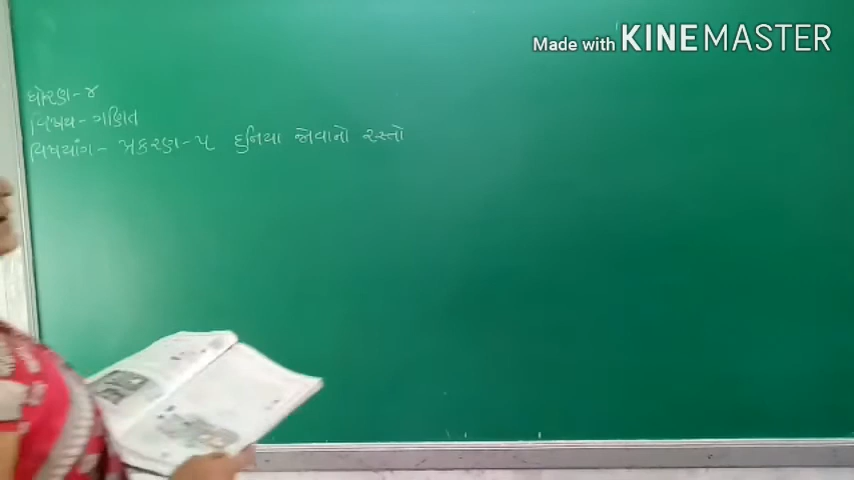 Made with KINEMASTER
ધોરણ-૪
વિષય-ગણિત
વિષયાંગ- પ્રકરણ-૫ દુનિયા જોવાનો રસ્તો